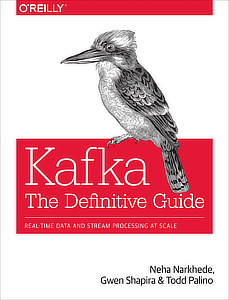 O'REILLY®
Kafka
The Definitive Guide
REAL-TIME DATA AND STREAM PROCESSING AT SCALE
Neha Narkhede,
Gwen Shapira & Todd Palino